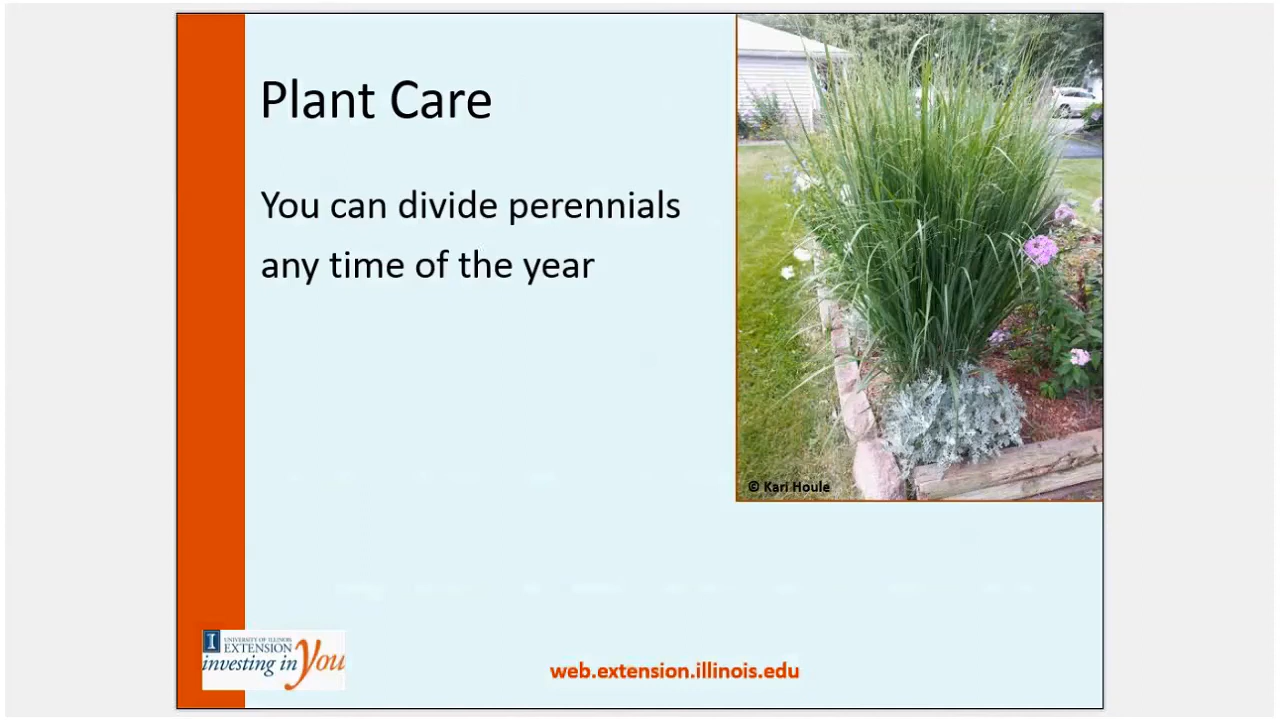 Plant Care
You can divide perennials
any time of the year
© Kari Houle
I
UNIVERSITY OF ILLINOIS
EXTENSION
investing in You
web.extension.illinois.edu